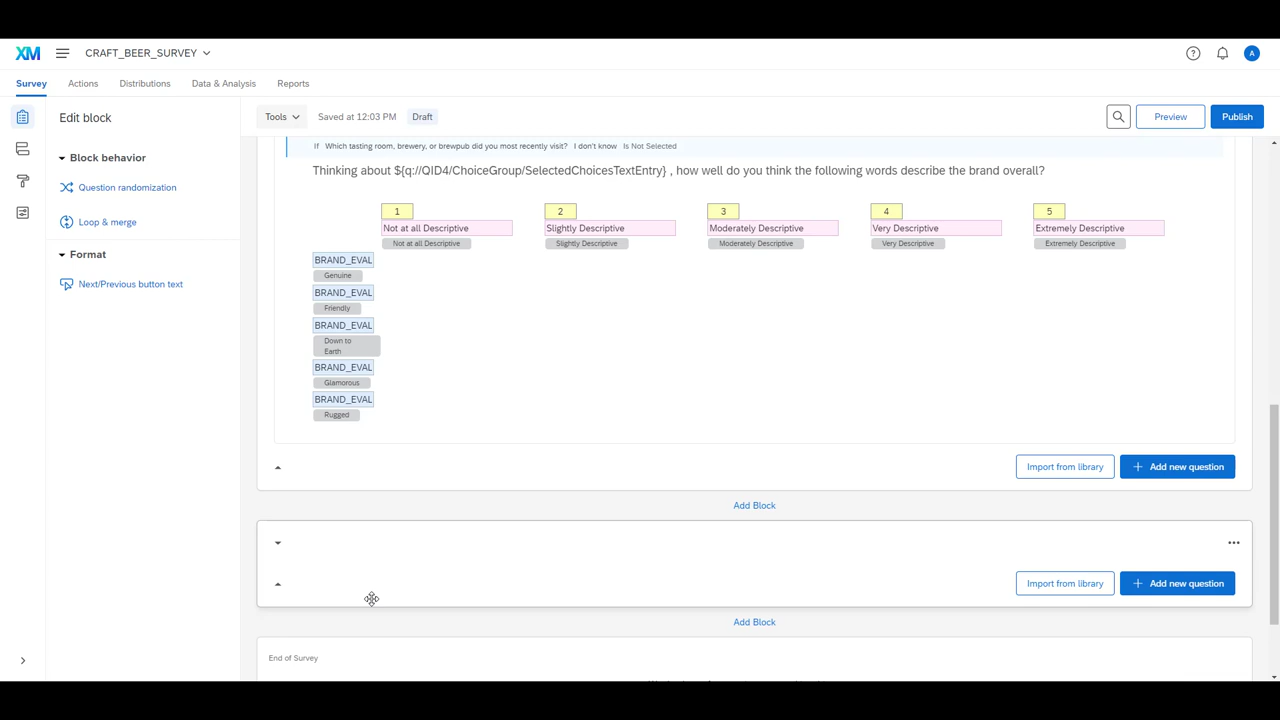 XM CRAFT_BEER_SURVEY A
Survey Actions Distributions Data & Analysis Reports
Edit block
Tools Saved at 12:03 PM Draft Preview Publish
Block behavior
Question randomization
Loop & merge
Format
Next/Previous button text
If Which tasting room, brewery, or brewpub did you most recently visit? I don't know Is Not Selected
Thinking about ${q://QID4/ChoiceGroup/SelectedChoicesTextEntry} , how well do you think the following words describe the brand overall?
1 2 3 4 5
Not at all Descriptive Slightly Descriptive Moderately Descriptive Very Descriptive Extremely Descriptive
Not at all Descriptive Slightly Descriptive Moderately Descriptive Very Descriptive Extremely Descriptive
BRAND_EVAL
Genuine
BRAND_EVAL
Friendly
BRAND_EVAL
Down to
Earth
BRAND_EVAL
Glamorous
BRAND_EVAL
Rugged
Import from library + Add new question
Add Block
Import from library + Add new question
Add Block
End of Survey